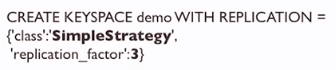 CREATE KEYSPACE demo WITH REPLICATION =
{'class':'SimpleStrategy',
'replication_factor':3}